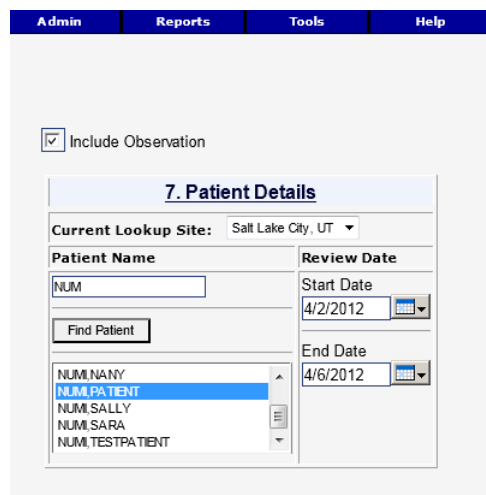 Admin Reports Tools Help
Include Observation
7. Patient Details
Current Lookup Site: Salt Lake City, UT
Patient Name Review Date
NUM
Start Date
4/2/2012
Find Patient
End Date
4/6/2012
NUMI,NANY
NUMI,PATIENT
NUMI,SALLY
NUMI,SARA
NUMI,TESTPATIENT